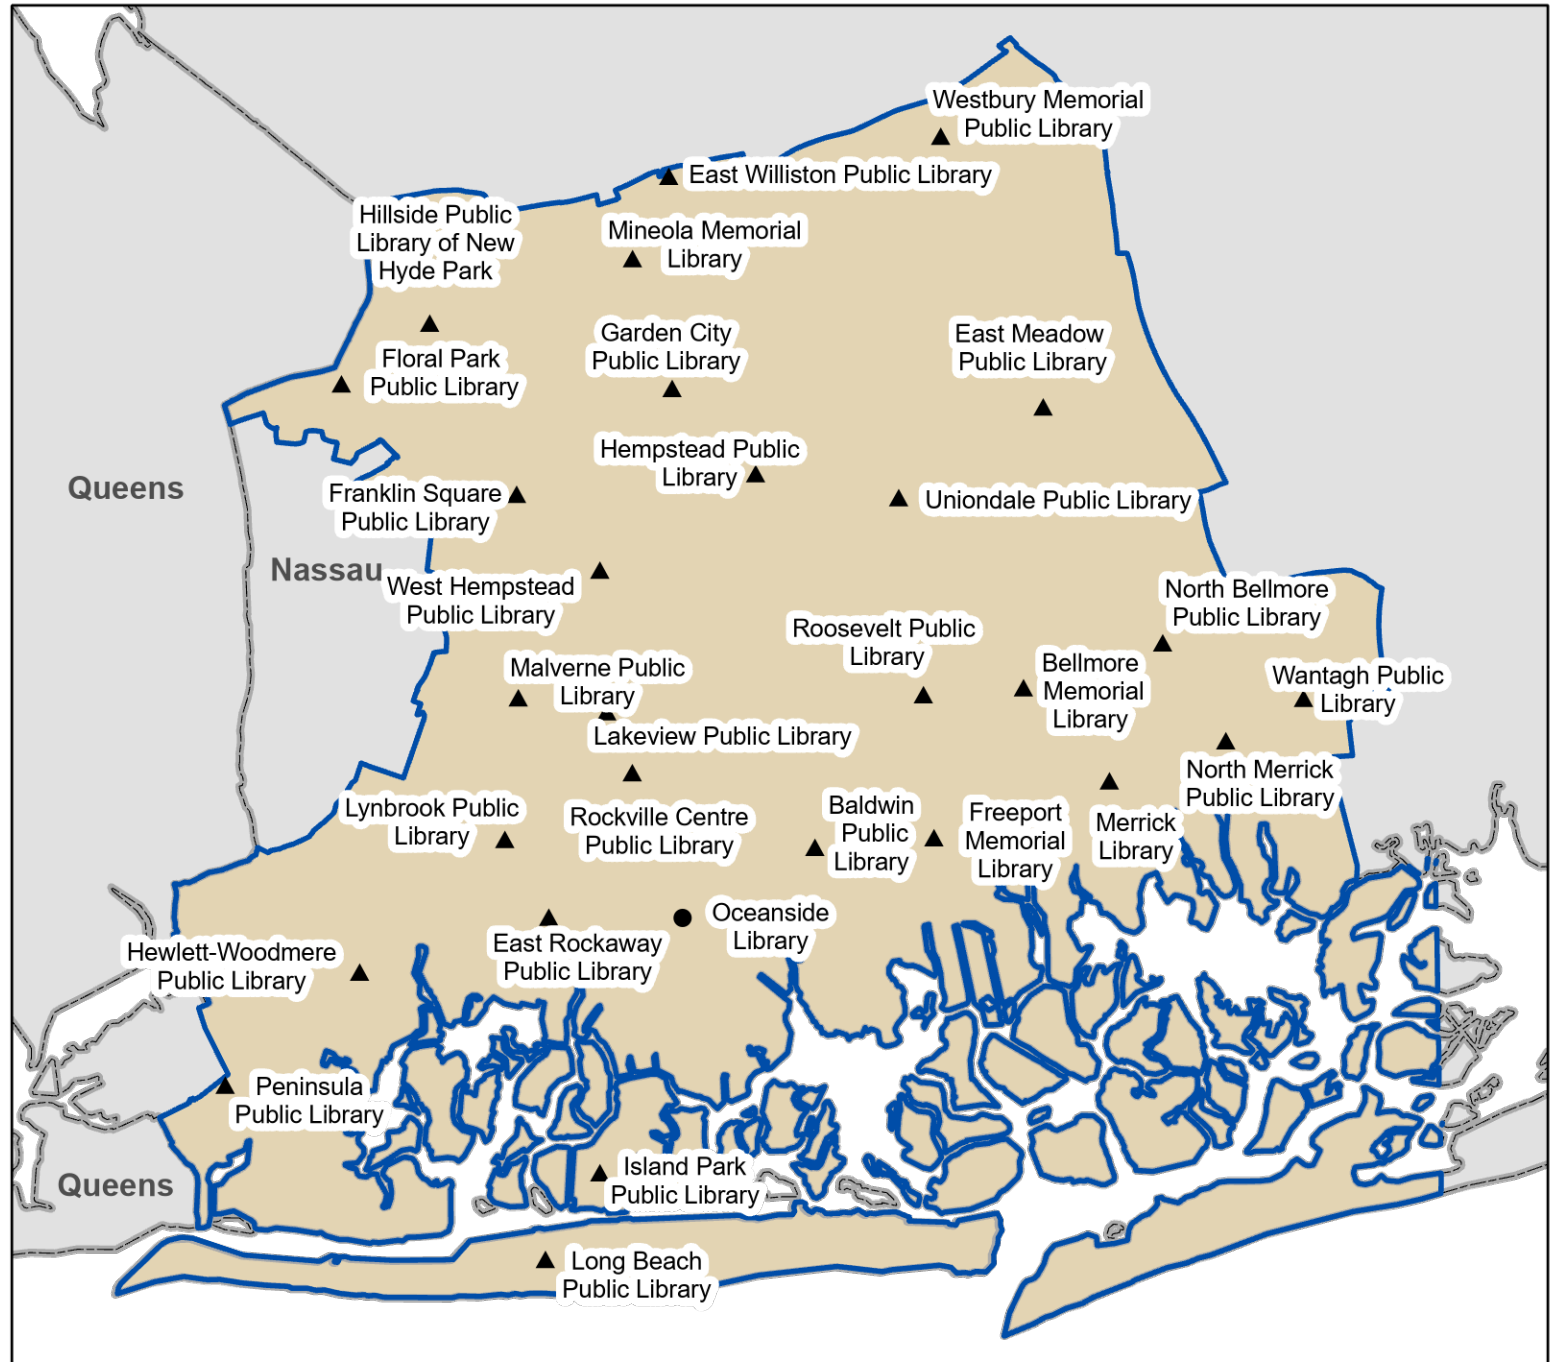 Westbury Memorial
Public Library
East Williston Public Library
Hillside Public
Library of New
Hyde Park
Mineola Memorial
Library
Garden City
Public Library
East Meadow
Public Library
Floral Park
Public Library
Hempstead Public
Library
Queens
Franklin Square
Public Library
Uniondale Public Library
Nassau
West Hempstead
Public Library
North Bellmore
Public Library
Roosevelt Public
Library
Malverne Public
Library
Bellmore
Memorial
Library
Wantagh Public
Library
Lakeview Public Library
North Merrick
Public Library
Lynbrook Public
Library
Rockville Centre
Public Library
Baldwin
Public
Library
Freeport
Memorial
Library
Merrick
Library
Oceanside
Library
East Rockaway
Public Library
Hewlett-Woodmere
Public Library
Peninsula
Public Library
Queens
Island Park
Public Library
Long Beach
Public Library